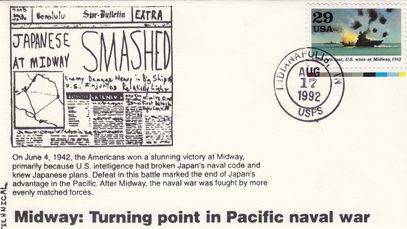 Honolulu Star-Bulletin EXTRA
JAPANESE
AT MIDWAY
SMASHED
Enemy Damage Heavy in Big Ships
U.S.
29
USA
U.S. wins at Midway, 1942
INDIANAPOLIS, IN
AUG
17
1992
USPS
On June 4, 1942, the Americans won a stunning victory at Midway,
primarily because U.S. intelligence had broken Japan's naval code and
knew Japanese plans. Defeat in this battle marked the end of Japan's
advantage in the Pacific. After Midway, the naval war was fought by more
evenly matched forces.
Midway: Turning point in Pacific naval war